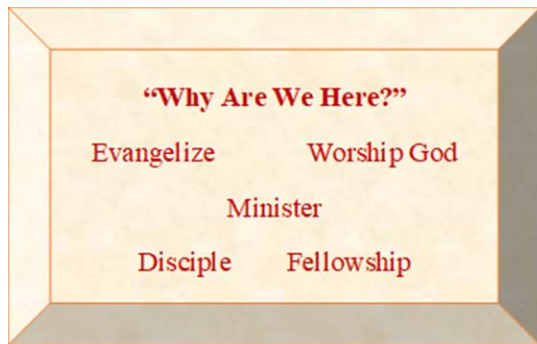 “Why Are We Here?”
Evangelize Worship God
Minister
Disciple Fellowship